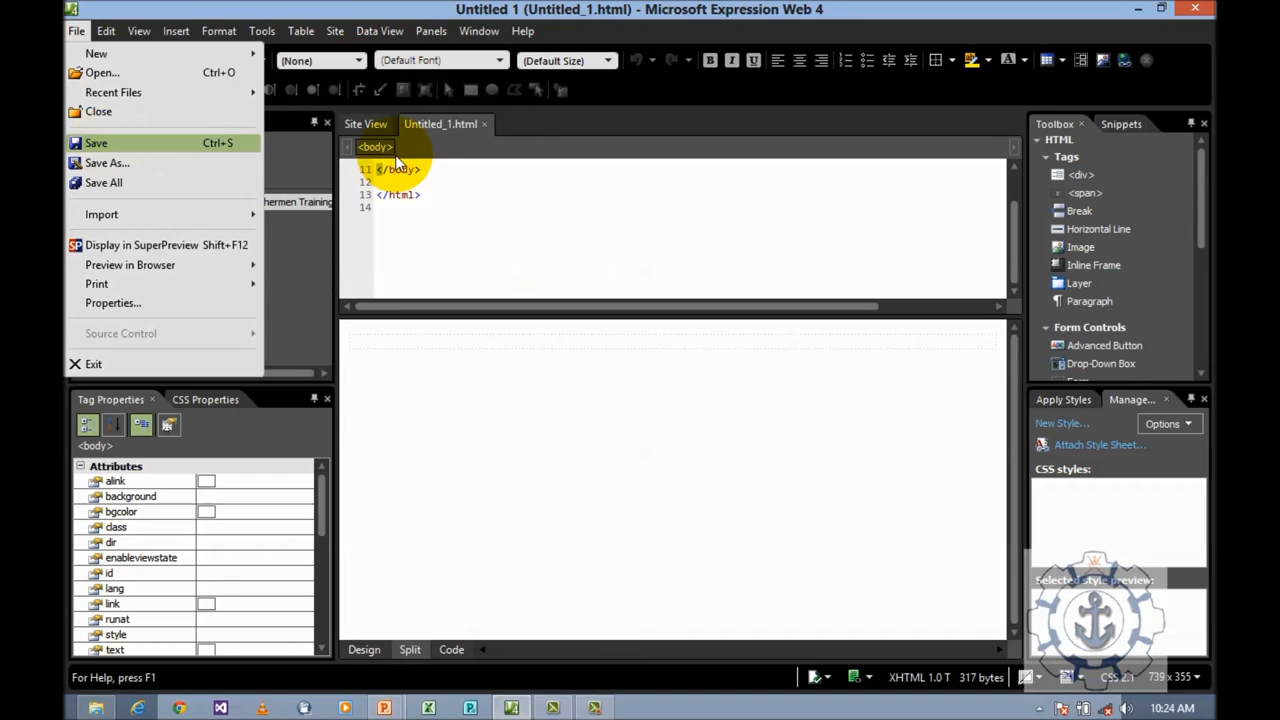 Untitled 1 (Untitled_1.html) - Microsoft Expression Web 4
File Edit View Insert Format Tools Table Site Data View Panels Window Help
(None) (Default Font) (Default Size)
New
Open... Ctrl+O
Recent Files
Close
Save Ctrl+S
Save As...
Save All
Import
Display in SuperPreview Shift+F12
Preview in Browser
Print
Properties...
Source Control
Exit
hermen Training
Site View Untitled_1.html
<body>
11 </body>
12
13 </html>
14
Toolbox Snippets
HTML
Tags
<div>
<span>
Break
Horizontal Line
Image
Inline Frame
Layer
Paragraph
Form Controls
Advanced Button
Drop-Down Box
Tag Properties CSS Properties
<body>
Attributes
alink
background
bgcolor
class
dir
enableviewstate
id
lang
link
runat
style
text
Apply Styles Manage...
New Style... Options
Attach Style Sheet...
CSS styles:
Selected style preview:
Design Split Code
For Help, press F1
XHTML 1.0 T 317 bytes CSS 2.1 739 x 355
10:24 AM